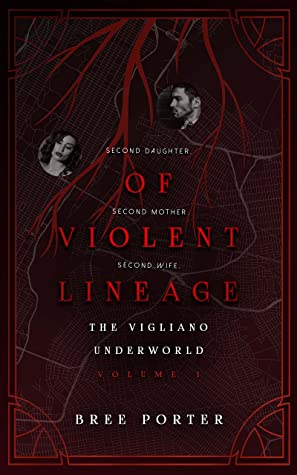 SECOND DAUGHTER.
OF
SECOND MOTHER.
VIOLENT
SECOND WIFE.
LINEAGE
THE VIGLIANO
UNDERWORLD
VOLUME 1
BREE PORTER